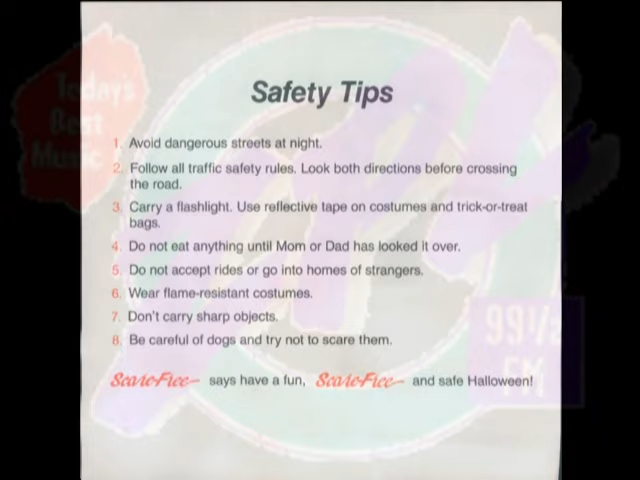 Safety Tips
1. Avoid dangerous streets at night.
2. Follow all traffic safety rules. Look both directions before crossing
the road.
3. Carry a flashlight. Use reflective tape on costumes and trick-or-treat
bags.
4. Do not eat anything until Mom or Dad has looked it over.
5. Do not accept rides or go into homes of strangers.
6. Wear flame-resistant costumes.
7. Don't carry sharp objects.
8. Be careful of dogs and try not to scare them.
Scare-Free says have a fun, Scare-Free and safe Halloween!
Today's
Best
Music
99 1/2
FM